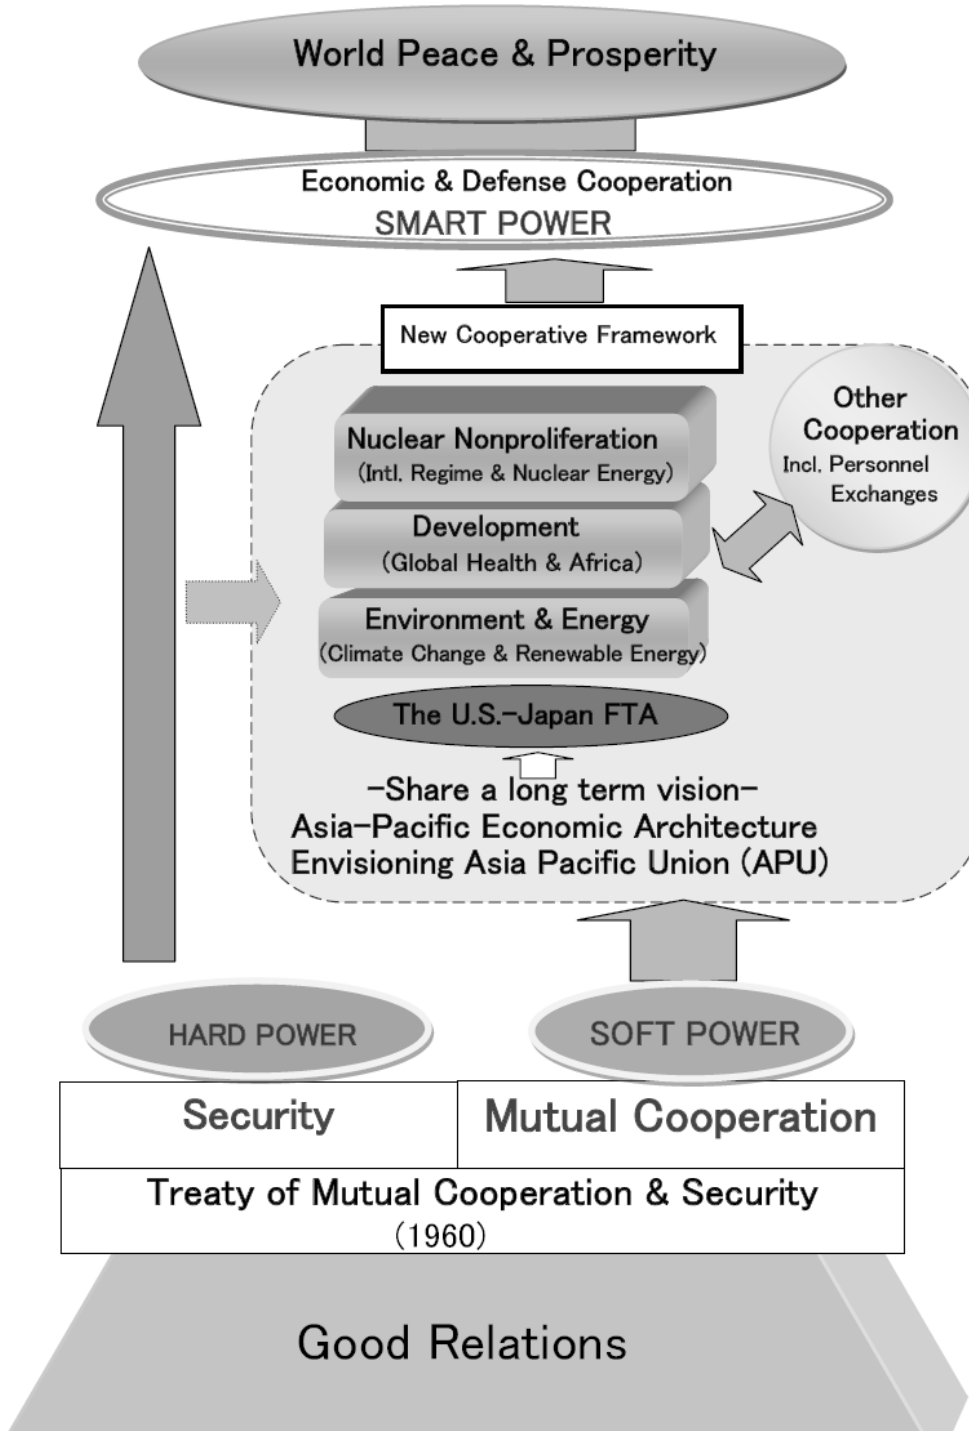 World Peace & Prosperity
Economic & Defense Cooperation
SMART POWER
New Cooperative Framework
Other
Cooperation
Incl. Personnel
Exchanges
Nuclear Nonproliferation
(Intl. Regime & Nuclear Energy)
Development
(Global Health & Africa)
Environment & Energy
(Climate Change & Renewable Energy)
The U.S.-Japan FTA
-Share a long term vision-
Asia-Pacific Economic Architecture
Envisioning Asia Pacific Union (APU)
HARD POWER
SOFT POWER
Security
Mutual Cooperation
Treaty of Mutual Cooperation & Security
(1960)
Good Relations